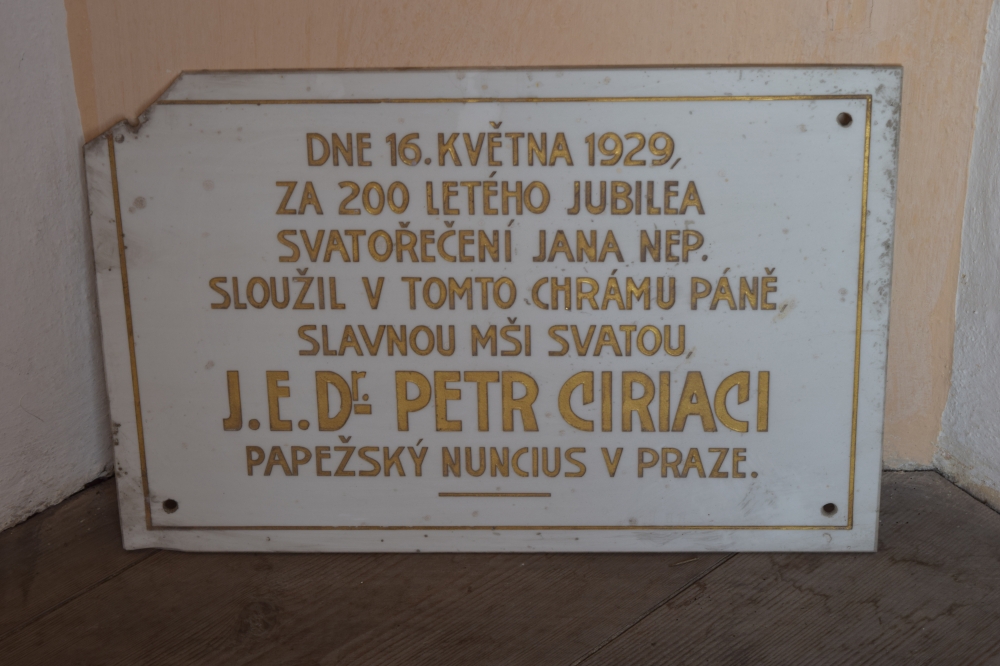 DNE 16. KVĚTNA 1929,
ZA 200 LETÉHO JUBILEA
SVATOŘEČENÍ JANA NEP.
SLOUŽIL V TOMTO CHRÁMU PÁNĚ
SLAVNOU MŠI SVATOU,
J.E.Dr. PETR CIRIACI
PAPEŽSKÝ NUNCIUS V PRAZE.